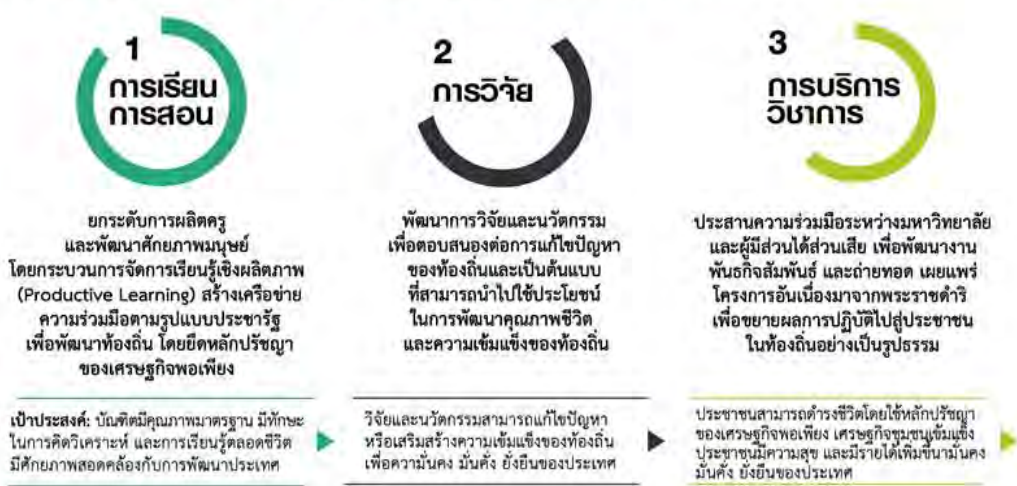 1
การเรียน
การสอน
ยกระดับการผลิตครู
และพัฒนาศักยภาพมนุษย์
โดยกระบวนการจัดการเรียนรู้เชิงผลิตภาพ
(Productive Learning) สร้างเครือข่าย
ความร่วมมือตามรูปแบบประชารัฐ
เพื่อพัฒนาท้องถิ่น โดยยึดหลักปรัชญา
ของเศรษฐกิจพอเพียง
เป้าประสงค์: บัณฑิตมีคุณภาพมาตรฐาน มีทักษะ
ในการคิดวิเคราะห์ และการเรียนรู้ตลอดชีวิต
มีศักยภาพสอดคล้องกับการพัฒนาประเทศ
2
การวิจัย
พัฒนาการวิจัยและนวัตกรรม
เพื่อตอบสนองต่อการแก้ไขปัญหา
ของท้องถิ่นและเป็นต้นแบบ
ที่สามารถนำไปใช้ประโยชน์
ในการพัฒนาคุณภาพชีวิต
และความเข้มแข็งของท้องถิ่น
วิจัยและนวัตกรรมสามารถแก้ไขปัญหา
หรือเสริมสร้างความเข้มแข็งของท้องถิ่น
เพื่อความมั่นคง มั่งคั่ง ยั่งยืนของประเทศ
3
การบริการ
วิชาการ
ประสานความร่วมมือระหว่างมหาวิทยาลัย
และผู้มีส่วนได้ส่วนเสีย เพื่อพัฒนางาน
พันธกิจสัมพันธ์ และถ่ายทอด เผยแพร่
โครงการอันเนื่องมาจากพระราชดำริ
เพื่อขยายผลการปฏิบัติไปสู่ประชาชน
ในท้องถิ่นอย่างเป็นรูปธรรม
ประชาชนสามารถดำรงชีวิตโดยใช้หลักปรัชญา
ของเศรษฐกิจพอเพียง เศรษฐกิจชุมชนเข้มแข็ง
ประชาชนมีความสุข และมีรายได้เพิ่มขึ้นมั่นคง
มั่งคั่ง ยั่งยืนของประเทศ